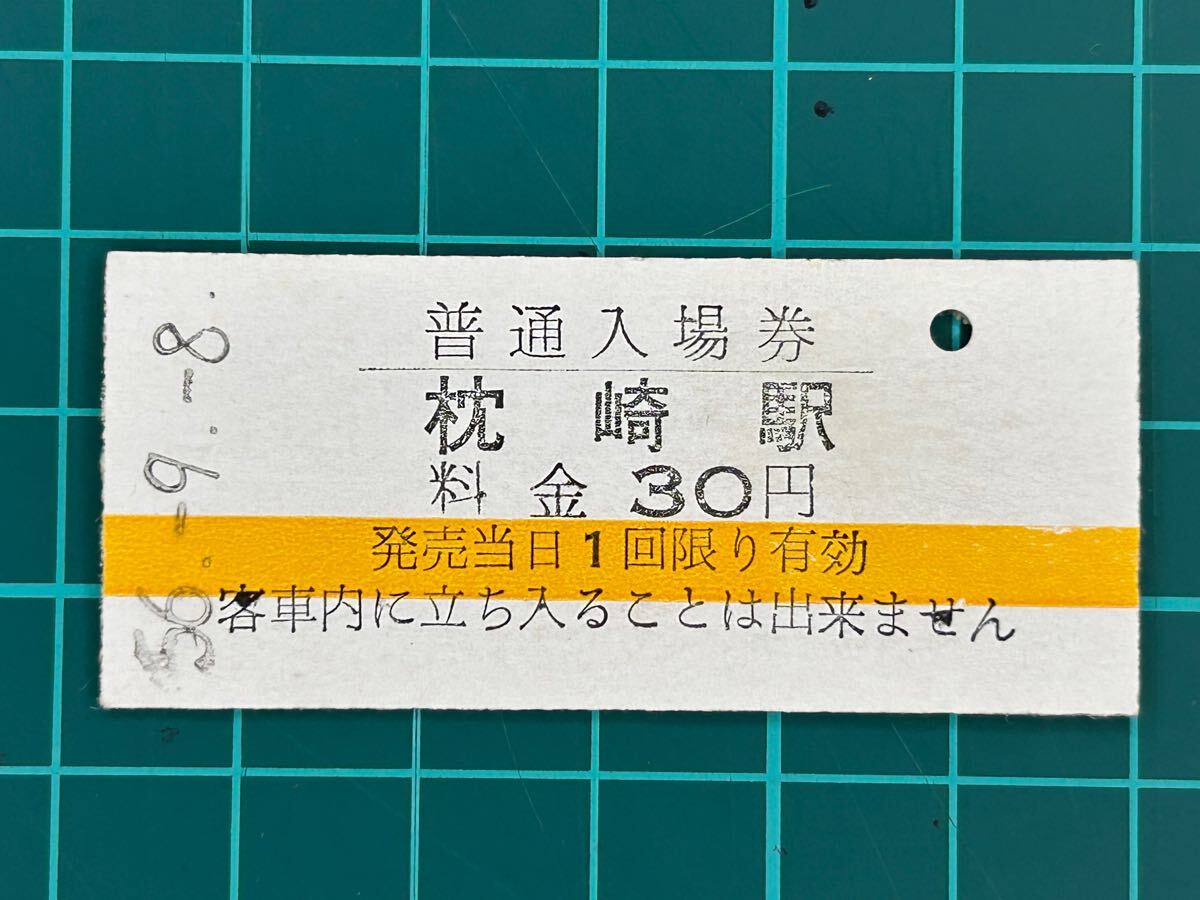 普通入場券
枕崎駅
料金 30円
発売当日1回限り有効
客車内に立ち入ることは出来ません
56.-9.-8.